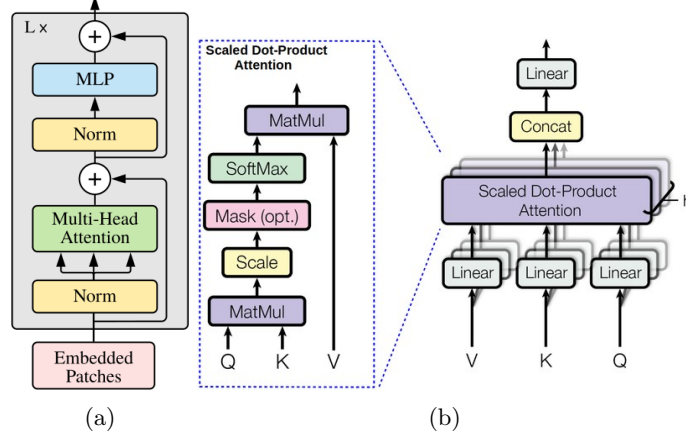 L x
+
MLP
Norm
+
Multi-Head
Attention
Norm
Embedded
Patches
(a)
Scaled Dot-Product
Attention
MatMul
SoftMax
Mask (opt.)
Scale
MatMul
Q K V
Linear
Concat
Scaled Dot-Product
Attention
Linear Linear Linear
V K Q
(b)